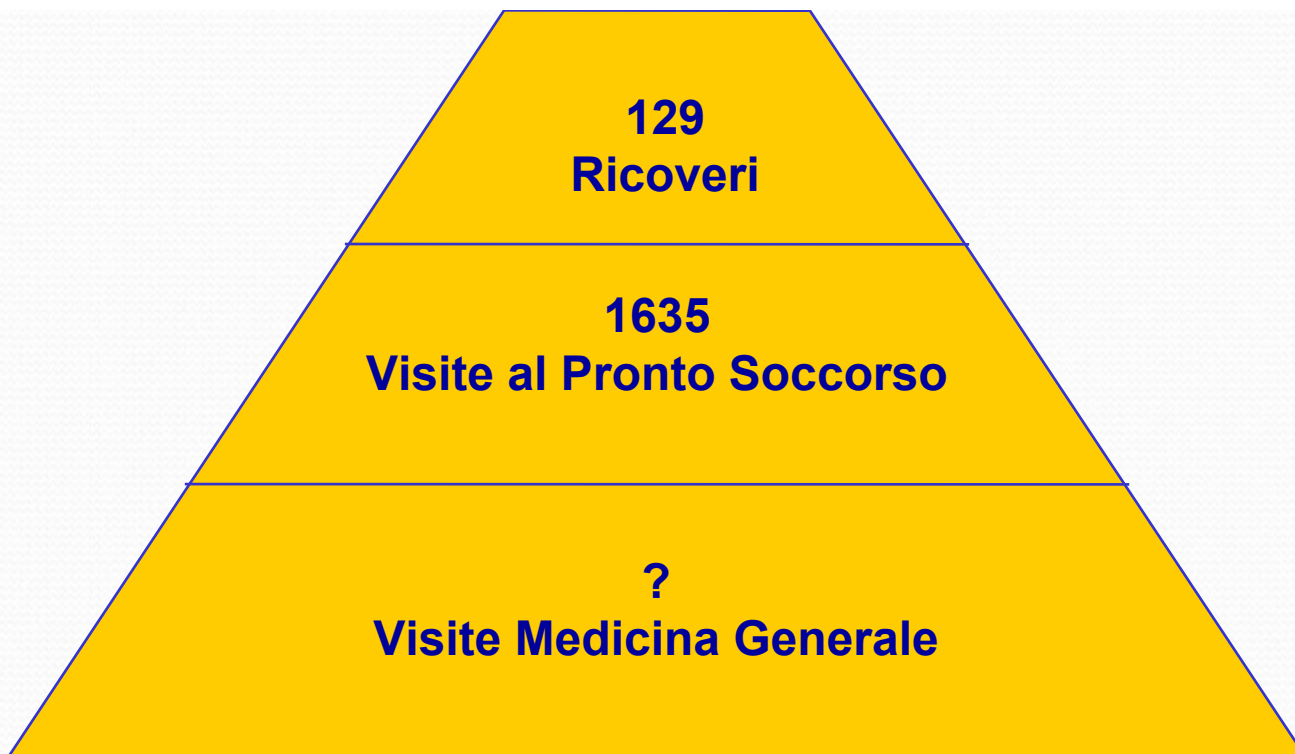 129
Ricoveri
1635
Visite al Pronto Soccorso
?
Visite Medicina Generale